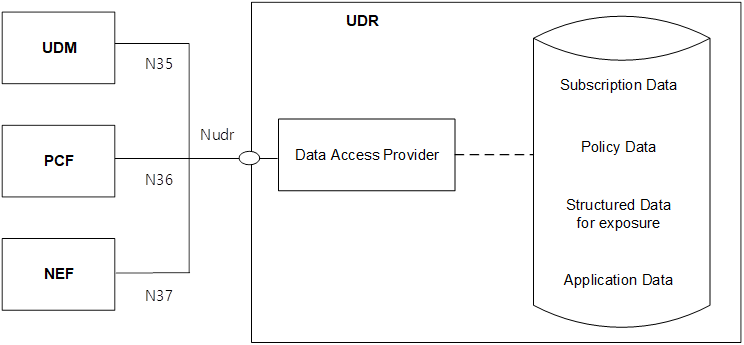 UDR
UDM
N35
Subscription Data
Nudr
PCF
N36
Data Access Provider
Policy Data
Structured Data
for exposure
NEF
N37
Application Data